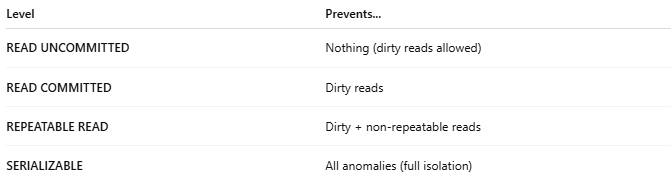 Level Prevents...
READ UNCOMMITTED Nothing (dirty reads allowed)
READ COMMITTED Dirty reads
REPEATABLE READ Dirty + non-repeatable reads
SERIALIZABLE All anomalies (full isolation)